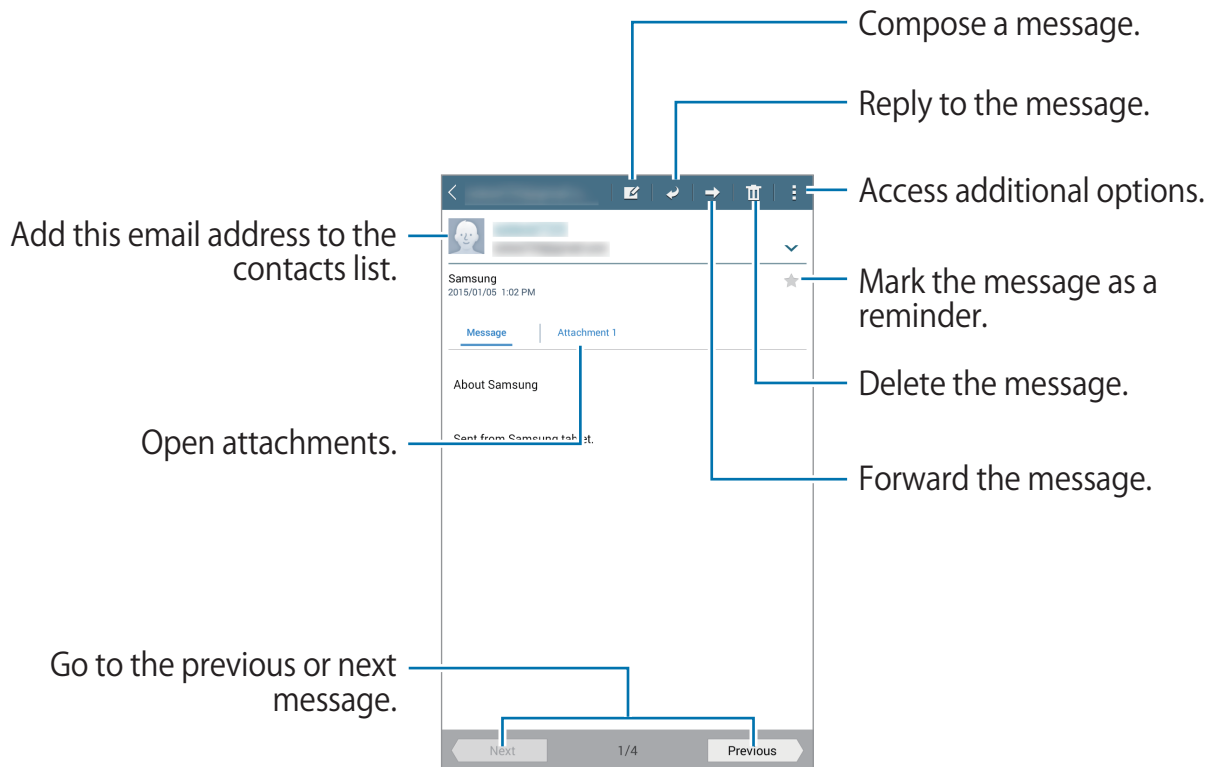 Compose a message.
Reply to the message.
Access additional options.
Add this email address to the
contacts list.
Samsung
2015/01/05 1:02 PM
Mark the message as a
reminder.
Message
Attachment 1
About Samsung
Delete the message.
Sent from Samsung tablet.
Open attachments.
Forward the message.
Go to the previous or next
message.
Next
1/4
Previous